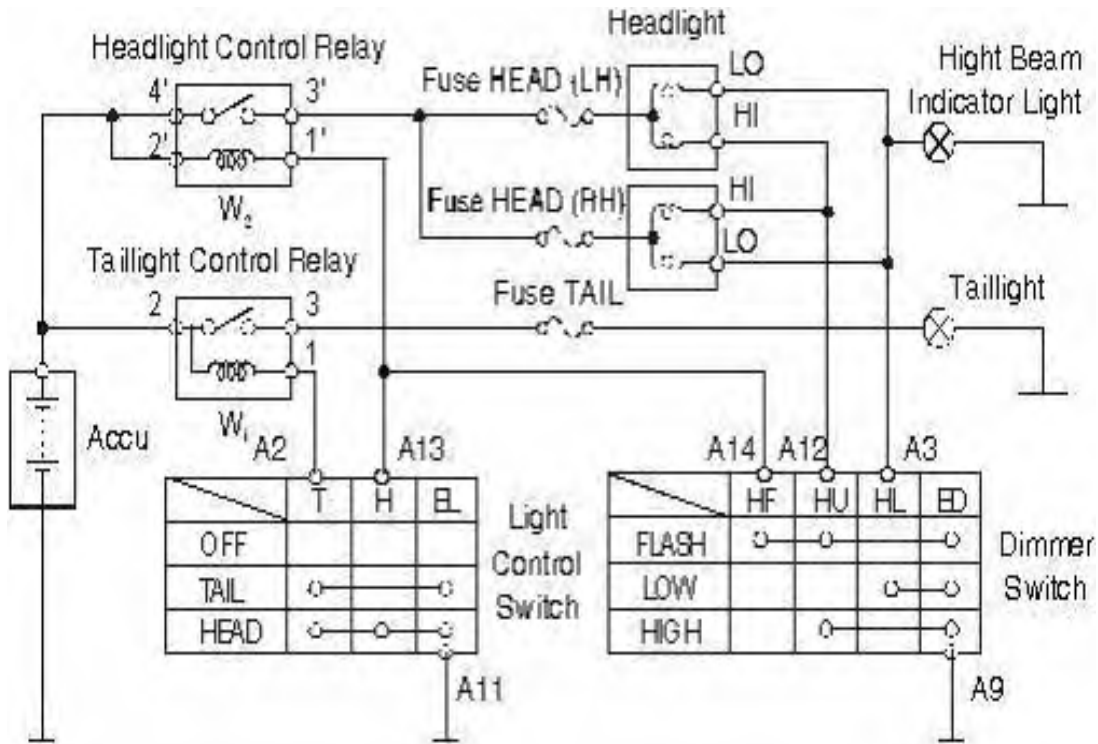 Headlight
Headlight Control Relay
LO
Hight Beam
Indicator Light
Fuse HEAD (LH)
4'
3'
HI
2'
1'
W₂
Fuse HEAD (RH)
HI
LO
Taillight Control Relay
Fuse TAIL
Taillight
2
3
1
W₁
Accu
A2
A13
A14
A12
A3
T
H
EL
OFF
TAIL
HEAD
Light
Control
Switch
HF
HU
HL
ED
FLASH
LOW
HIGH
Dimmer
Switch
A11
A9